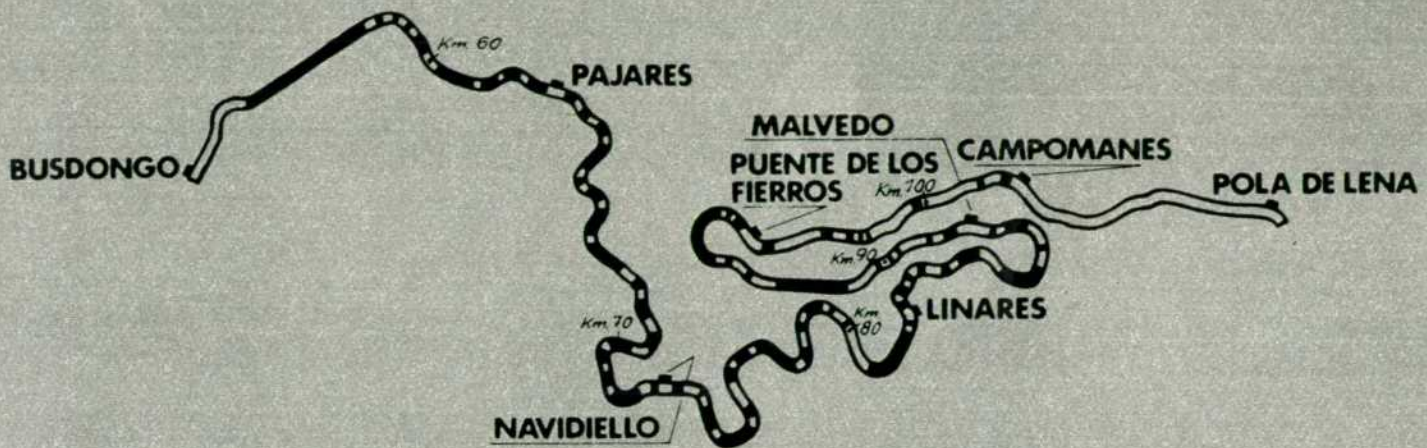 Km. 60
PAJARES
BUSDONGO
MALVEDO
CAMPOMANES
PUENTE DE LOS
FIERROS
Km. 100
POLA DE LENA
Km. 90
LINARES
Km.
80
Km. 70
NAVIDIELLO